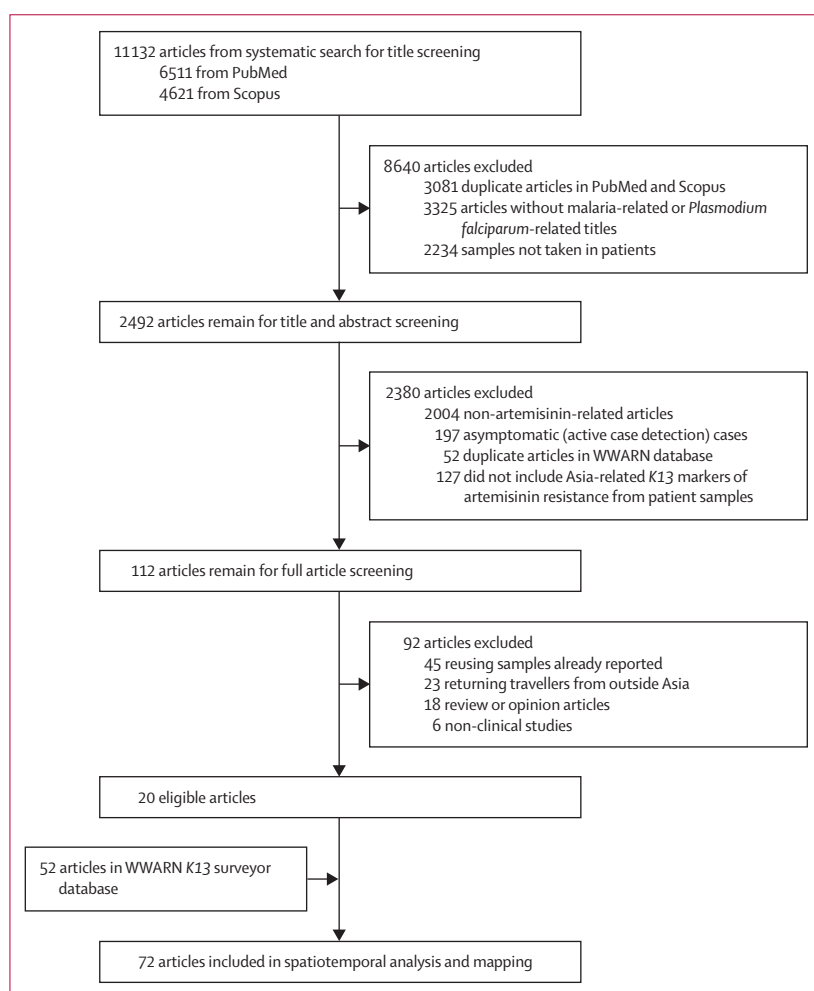 11132 articles from systematic search for title screening
6511 from PubMed
4621 from Scopus
8640 articles excluded
3081 duplicate articles in PubMed and Scopus
3325 articles without malaria-related or Plasmodium
falciparum-related titles
2234 samples not taken in patients
2492 articles remain for title and abstract screening
2380 articles excluded
2004 non-artemisinin-related articles
197 asymptomatic (active case detection) cases
52 duplicate articles in WWARN database
127 did not include Asia-related K13 markers of
artemisinin resistance from patient samples
112 articles remain for full article screening
92 articles excluded
45 reusing samples already reported
23 returning travellers from outside Asia
18 review or opinion articles
6 non-clinical studies
20 eligible articles
52 articles in WWARN K13 surveyor
database
72 articles included in spatiotemporal analysis and mapping